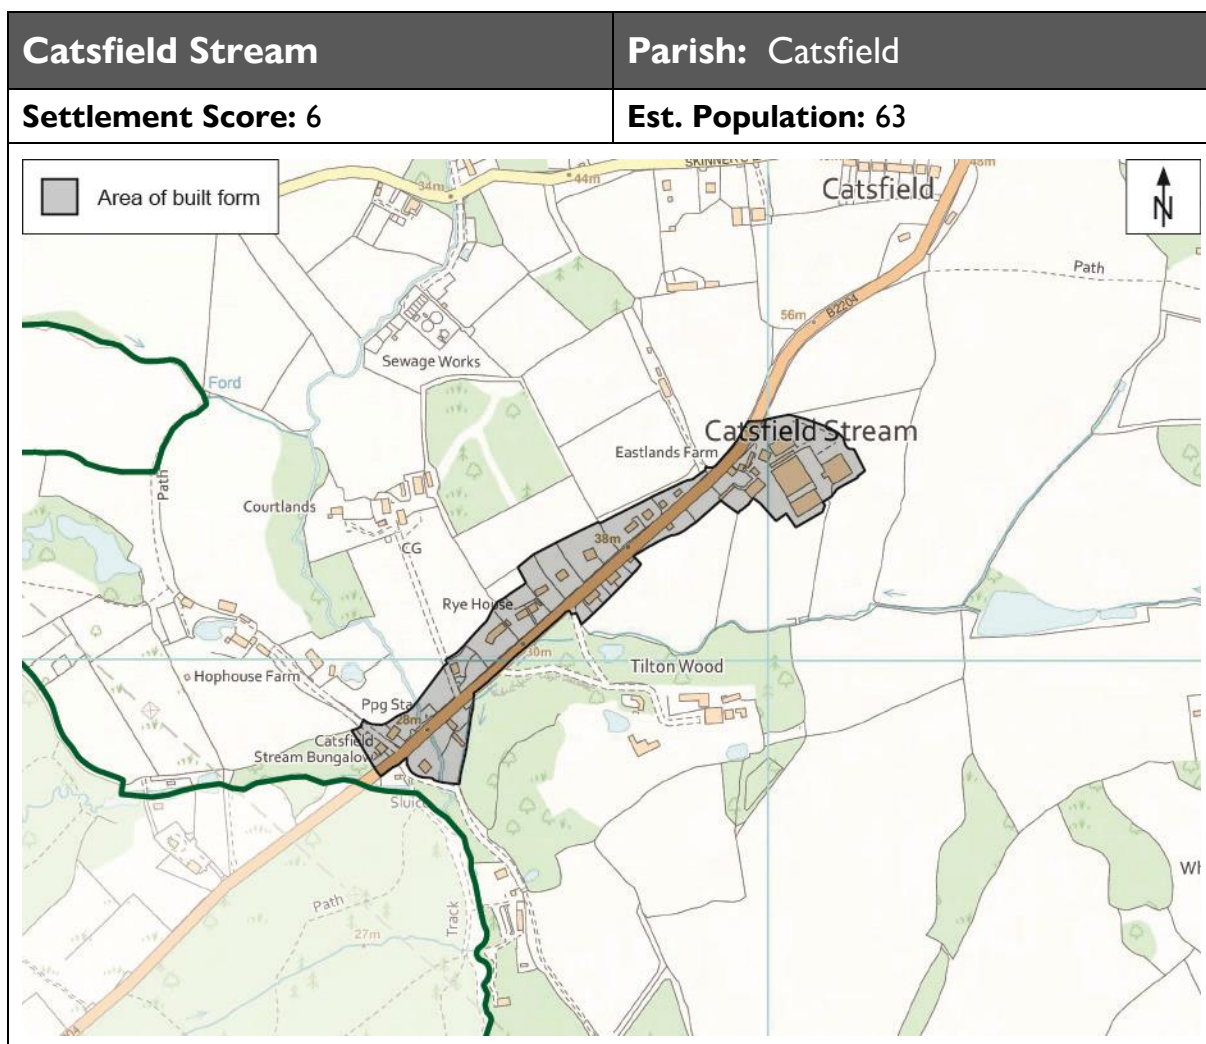 Catsfield Stream
Parish: Catsfield
Settlement Score: 6
Est. Population: 63
Area of built form
N
34m
44m
48m
Catsfield
Path
56m
B2204
Sewage Works
Ford
Catsfield Stream
Eastlands Farm
Path
Courtlands
38m
CG
Rye House
30m
Tilton Wood
Hophouse Farm
Ppg Sta
28m
Catsfield
Stream Bungalow
Sluice
Path
Track
27m